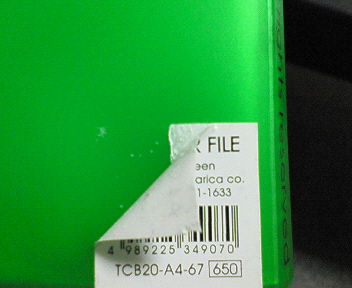 FILE
een
arica co.
1-1633
4 989225 349070
TCB20-A4-67 650